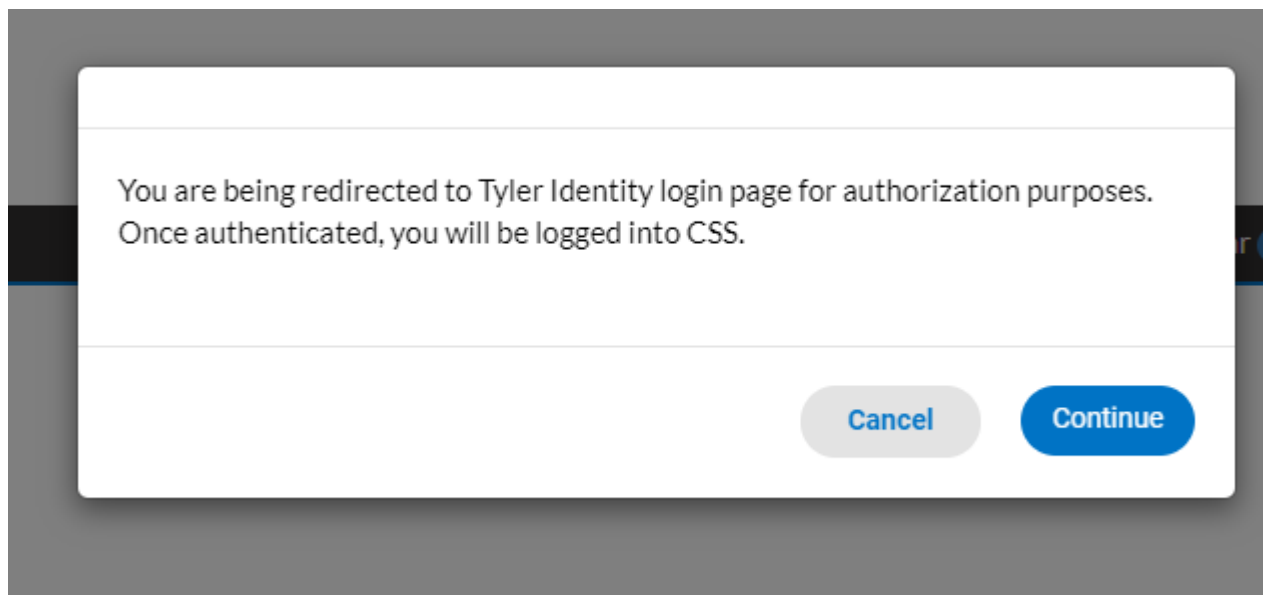 You are being redirected to Tyler Identity login page for authorization purposes.
Once authenticated, you will be logged into CSS.
Cancel
Continue